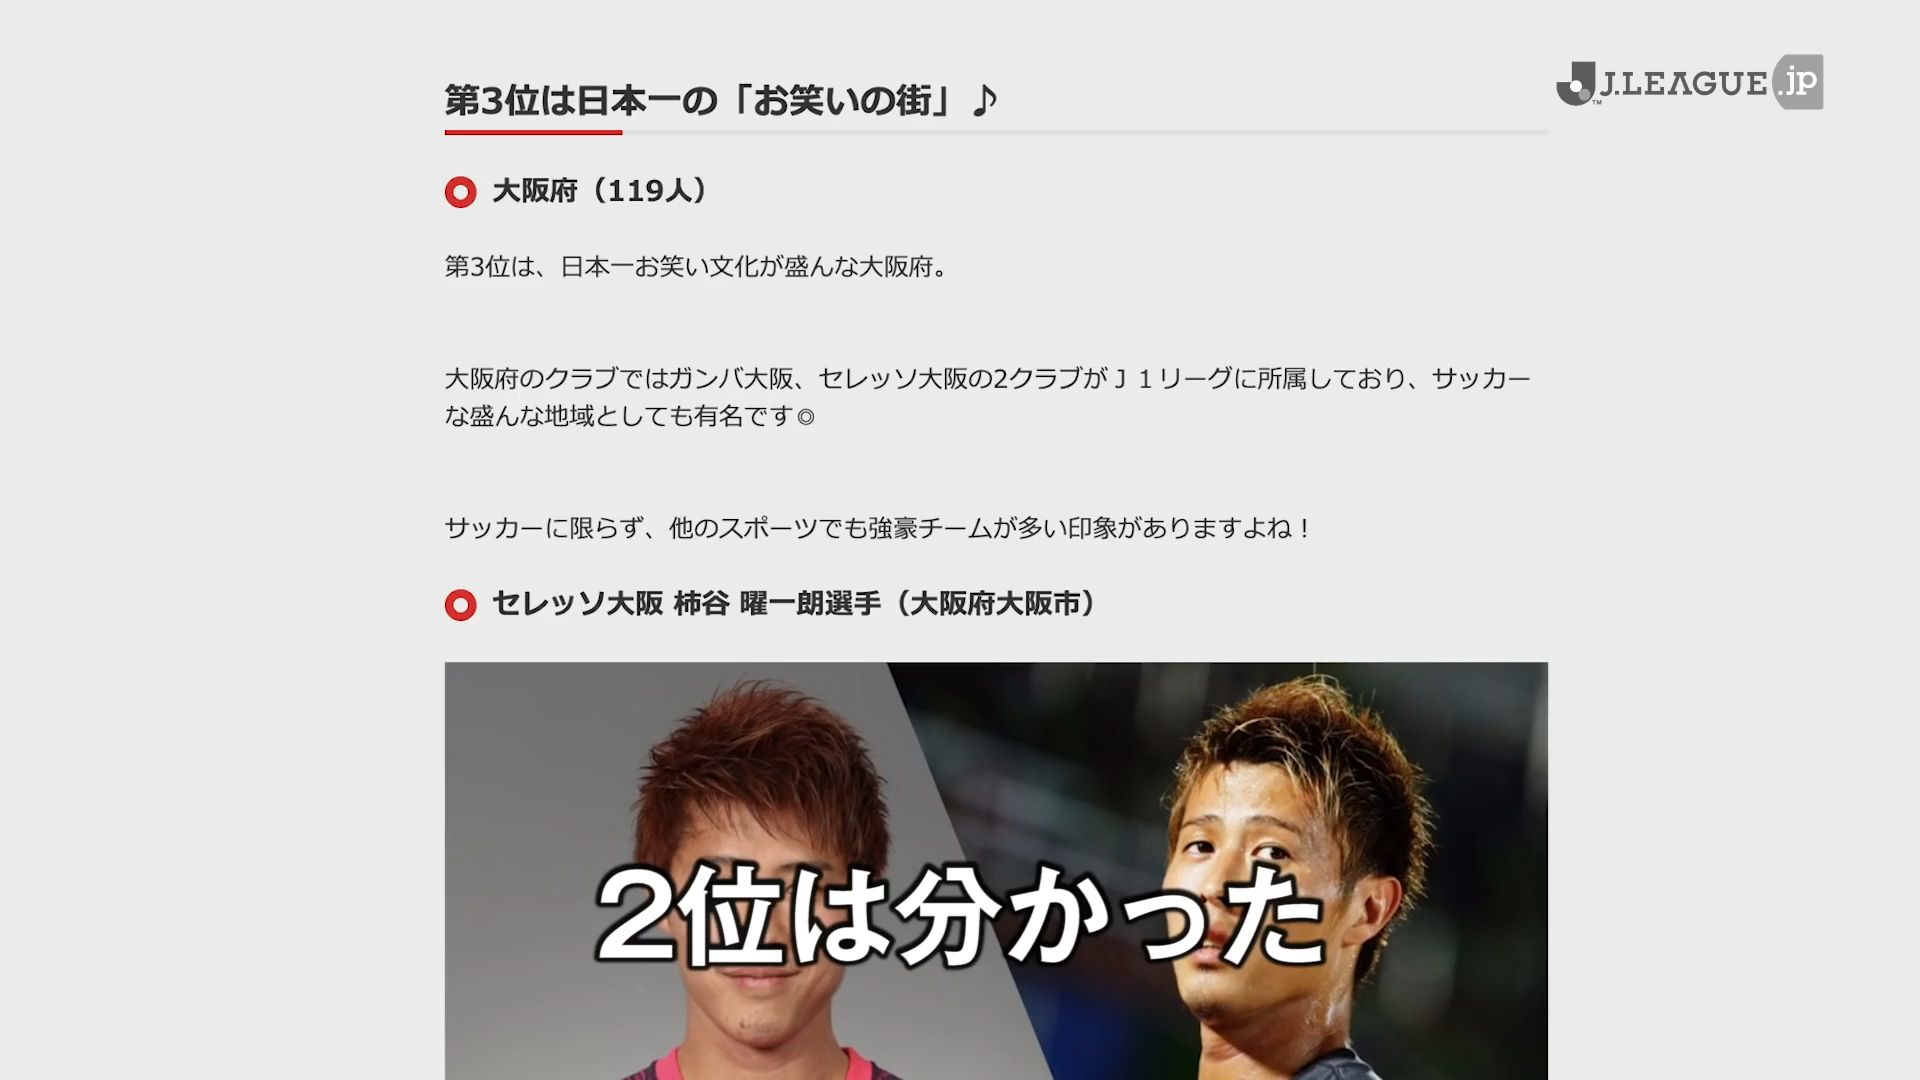 第3位は日本一の「お笑いの街」♪
J.LEAGUE.jp
TM
大阪府（119人）
第3位は、日本一お笑い文化が盛んな大阪府。
大阪府のクラブではガンバ大阪、セレッソ大阪の2クラブがＪ１リーグに所属しており、サッカー
な盛んな地域としても有名です◎
サッカーに限らず、他のスポーツでも強豪チームが多い印象がありますよね！
セレッソ大阪 柿谷 曜一朗選手（大阪府大阪市）
2位は分かった